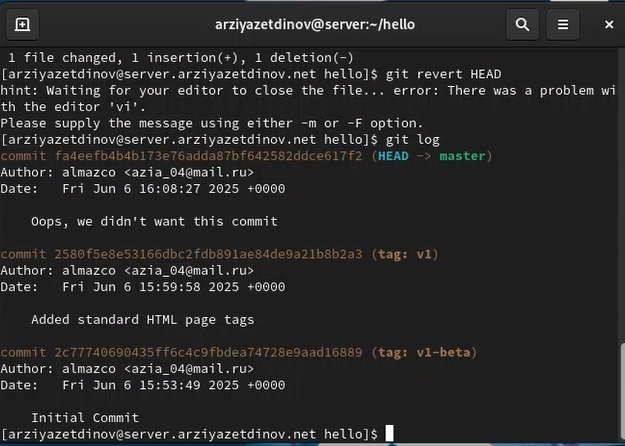 arziyazetdinov@server:~/hello
1 file changed, 1 insertion(+), 1 deletion(-)
[arziyazetdinov@server.arziyazetdinov.net hello]$ git revert HEAD
hint: Waiting for your editor to close the file... error: There was a problem wi
th the editor 'vi'.
Please supply the message using either -m or -F option.
[arziyazetdinov@server.arziyazetdinov.net hello]$ git log
commit fa4eefb4b4b173e76adda87bf642582ddce617f2 (HEAD -> master)
Author: almazco <azia_04@mail.ru>
Date:   Fri Jun 6 16:08:27 2025 +0000
Oops, we didn't want this commit
commit 2580f5e8e53166dbc2fdb891ae84de9a21b8b2a3 (tag: v1)
Author: almazco <azia_04@mail.ru>
Date:   Fri Jun 6 15:59:58 2025 +0000
Added standard HTML page tags
commit 2c77740690435ff6c4c9fbdea74728e9aad16889 (tag: v1-beta)
Author: almazco <azia_04@mail.ru>
Date:   Fri Jun 6 15:53:49 2025 +0000
Initial Commit
[arziyazetdinov@server.arziyazetdinov.net hello]$